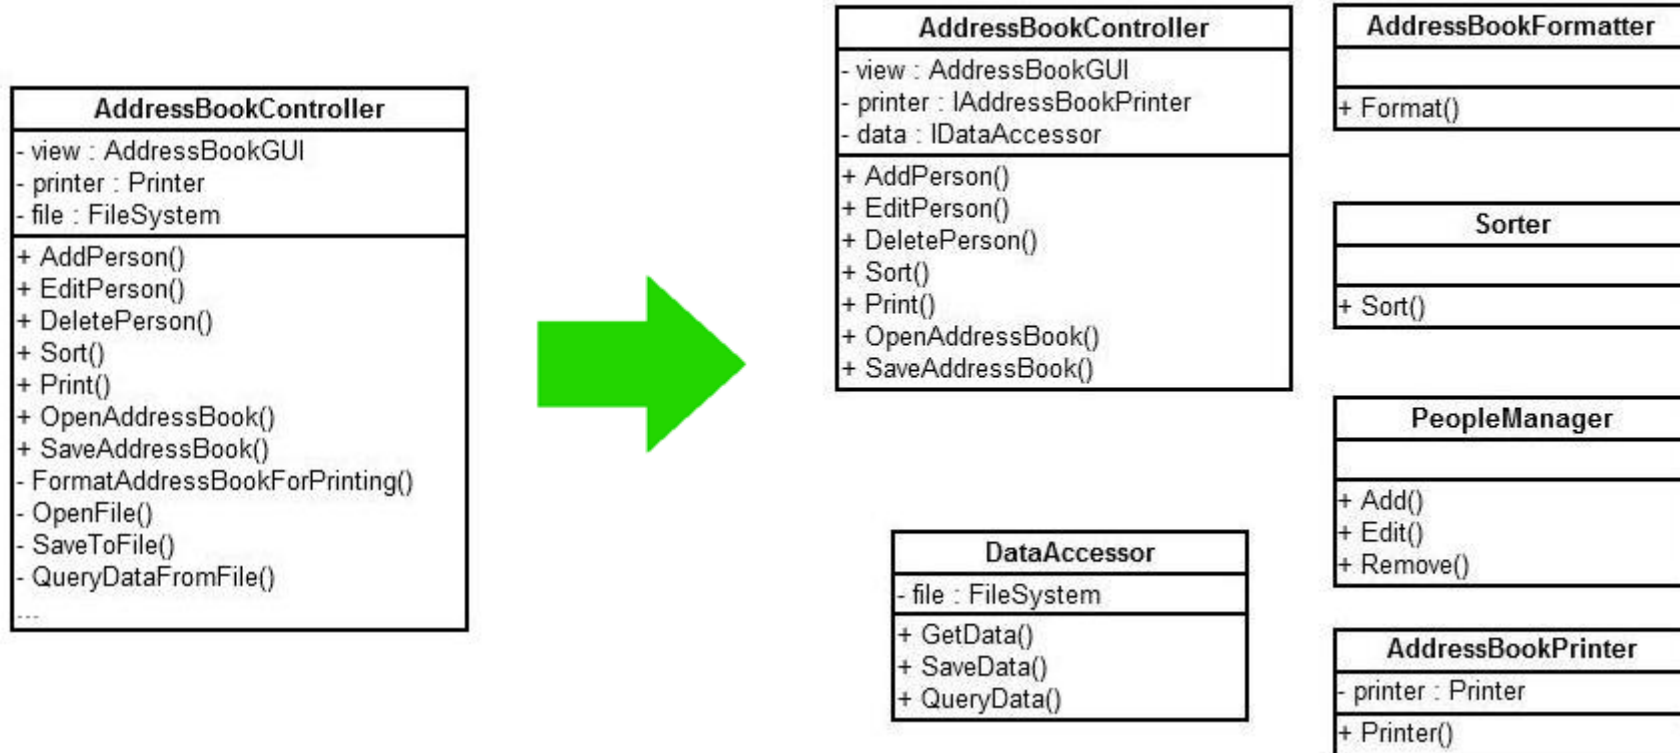 AddressBookController
- view : AddressBookGUI
- printer : Printer
- file : FileSystem
+ AddPerson()
+ EditPerson()
+ DeletePerson()
+ Sort()
+ Print()
+ OpenAddressBook()
+ SaveAddressBook()
- FormatAddressBookForPrinting()
- OpenFile()
- SaveToFile()
- QueryDataFromFile()
...
AddressBookController
- view : AddressBookGUI
- printer : IAddressBookPrinter
- data : IDataAccessor
+ AddPerson()
+ EditPerson()
+ DeletePerson()
+ Sort()
+ Print()
+ OpenAddressBook()
+ SaveAddressBook()
DataAccessor
- file : FileSystem
+ GetData()
+ SaveData()
+ QueryData()
AddressBookFormatter
+ Format()
Sorter
+ Sort()
PeopleManager
+ Add()
+ Edit()
+ Remove()
AddressBookPrinter
- printer : Printer
+ Printer()